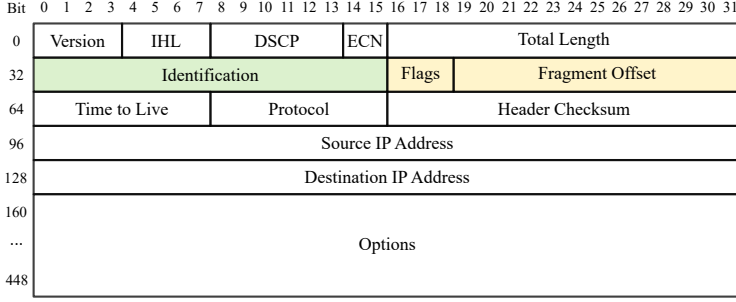 Bit 0 1 2 3 4 5 6 7 8 9 10 11 12 13 14 15 16 17 18 19 20 21 22 23 24 25 26 27 28 29 30 31
0 Version IHL DSCP ECN Total Length
32 Identification Flags Fragment Offset
64 Time to Live Protocol Header Checksum
96 Source IP Address
128 Destination IP Address
160
... Options
448